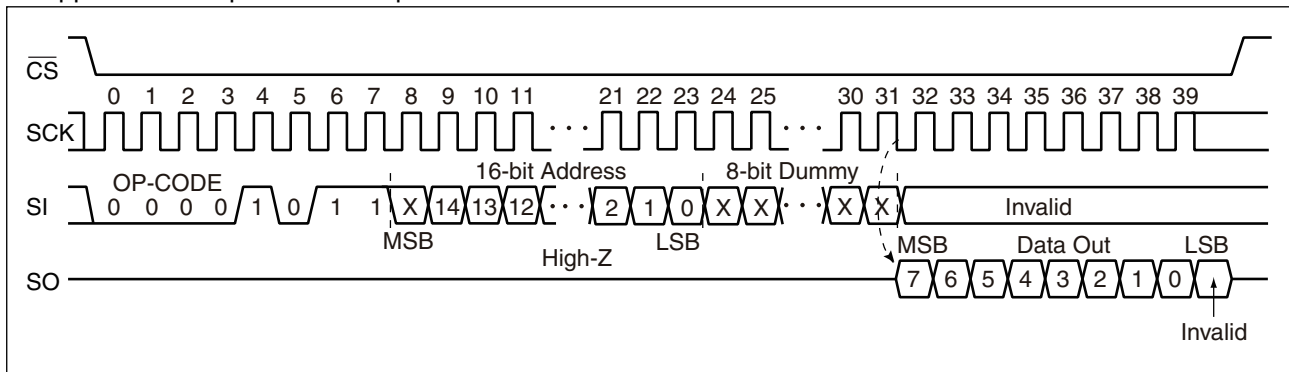 CS
0 1 2 3 4 5 6 7 8 9 10 11 21 22 23 24 25 30 31 32 33 34 35 36 37 38 39
SCK
OP-CODE 16-bit Address 8-bit Dummy
SI 0 0 0 0 1 0 1 1 X 14 13 12 2 1 0 X X X X Invalid
MSB LSB
High-Z
MSB Data Out LSB
SO 7 6 5 4 3 2 1 0
Invalid